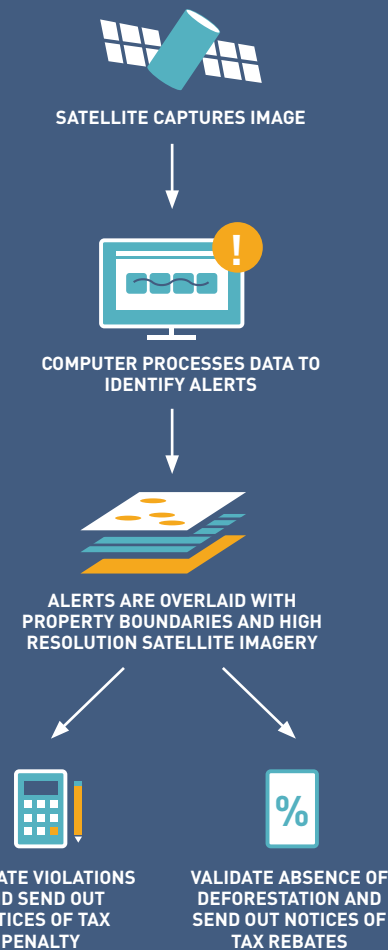 SATELLITE CAPTURES IMAGE
!
COMPUTER PROCESSES DATA TO
IDENTIFY ALERTS
ALERTS ARE OVERLAID WITH
PROPERTY BOUNDARIES AND HIGH
RESOLUTION SATELLITE IMAGERY
VIOLATIONS
SEND OUT
OF TAX
PENALTY
%
VALIDATE ABSENCE OF
DEFORESTATION AND
SEND OUT NOTICES OF
TAX REBATES